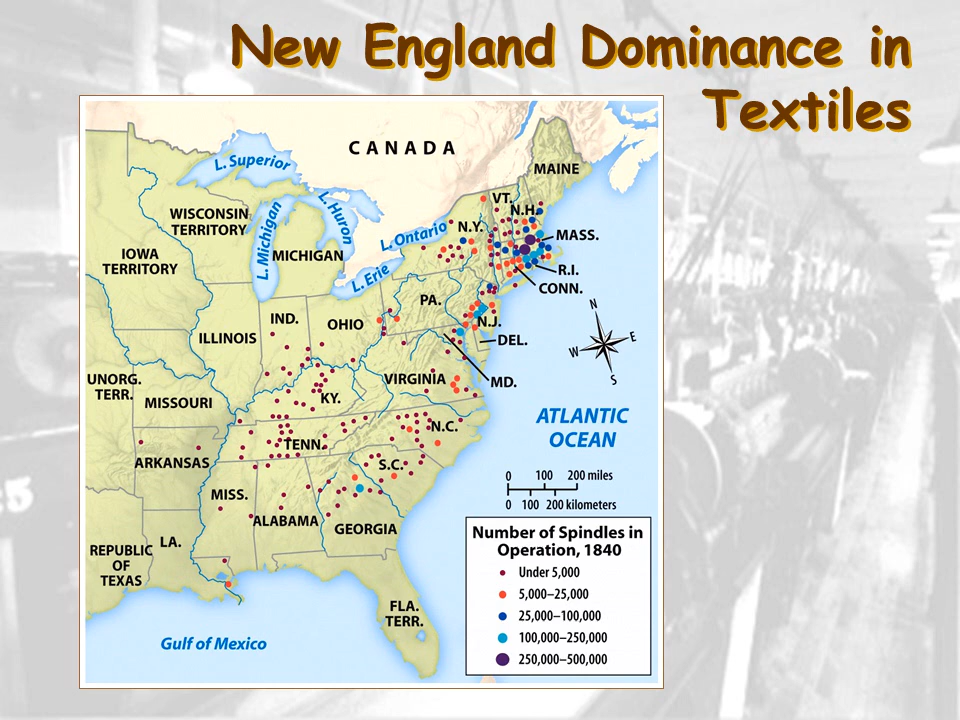 New England Dominance in
Textiles
CANADA
L. Superior
MAINE
L. Huron
VT.
N.H.
WISCONSIN
TERRITORY
L. Michigan
N.Y.
L. Ontario
MASS.
IOWA
TERRITORY
MICHIGAN
L. Erie
R.I.
CONN.
PA.
IND.
OHIO
N.J.
ILLINOIS
DEL.
N
E
W
S
UNORG.
TERR.
MISSOURI
VIRGINIA
MD.
KY.
ATLANTIC
OCEAN
N.C.
TENN.
ARKANSAS
S.C.
0 100 200 miles
0 100 200 kilometers
MISS.
ALABAMA
GEORGIA
LA.
REPUBLIC
OF
TEXAS
Number of Spindles in
Operation, 1840
Under 5,000
5,000–25,000
25,000–100,000
100,000–250,000
250,000–500,000
FLA.
TERR.
Gulf of Mexico